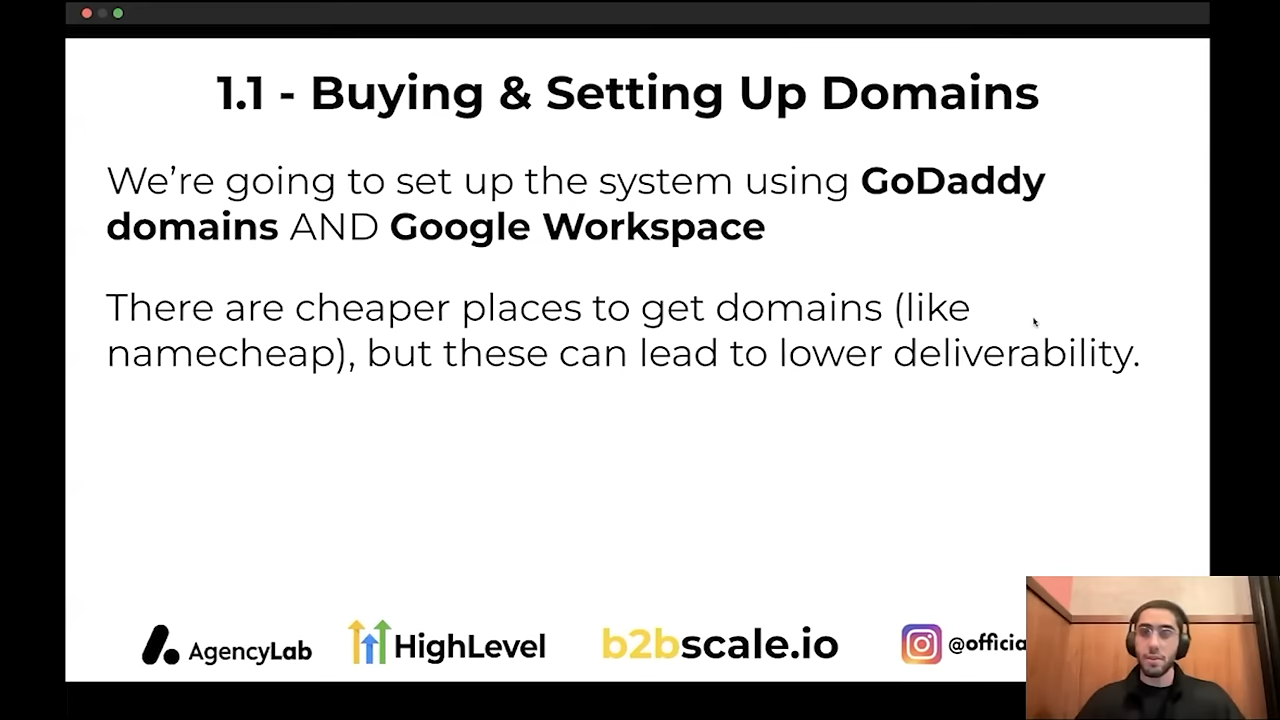 1.1 - Buying & Setting Up Domains
We’re going to set up the system using GoDaddy
domains AND Google Workspace
There are cheaper places to get domains (like
namecheap), but these can lead to lower deliverability.
AgencyLab
HighLevel
b2bscale.io
@officia